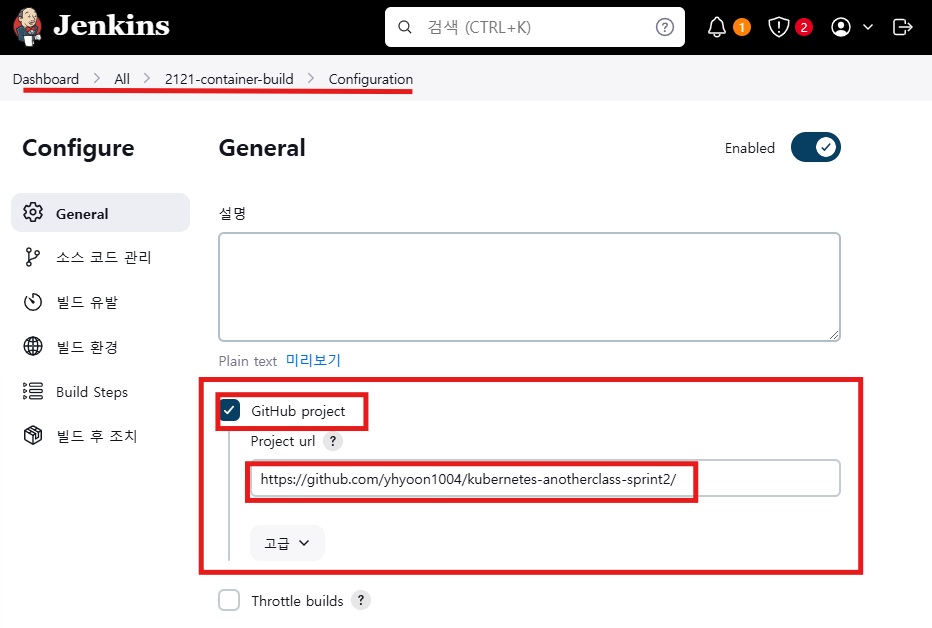 Jenkins
검색 (CTRL+K)
?
1
2
Dashboard > All > 2121-container-build > Configuration
Configure
General
Enabled
General
소스 코드 관리
빌드 유발
빌드 환경
Build Steps
빌드 후 조치
설명
Plain text 미리보기
GitHub project
Project url ?
https://github.com/yhyoon1004/kubernetes-anotherclass-sprint2/
고급
Throttle builds ?